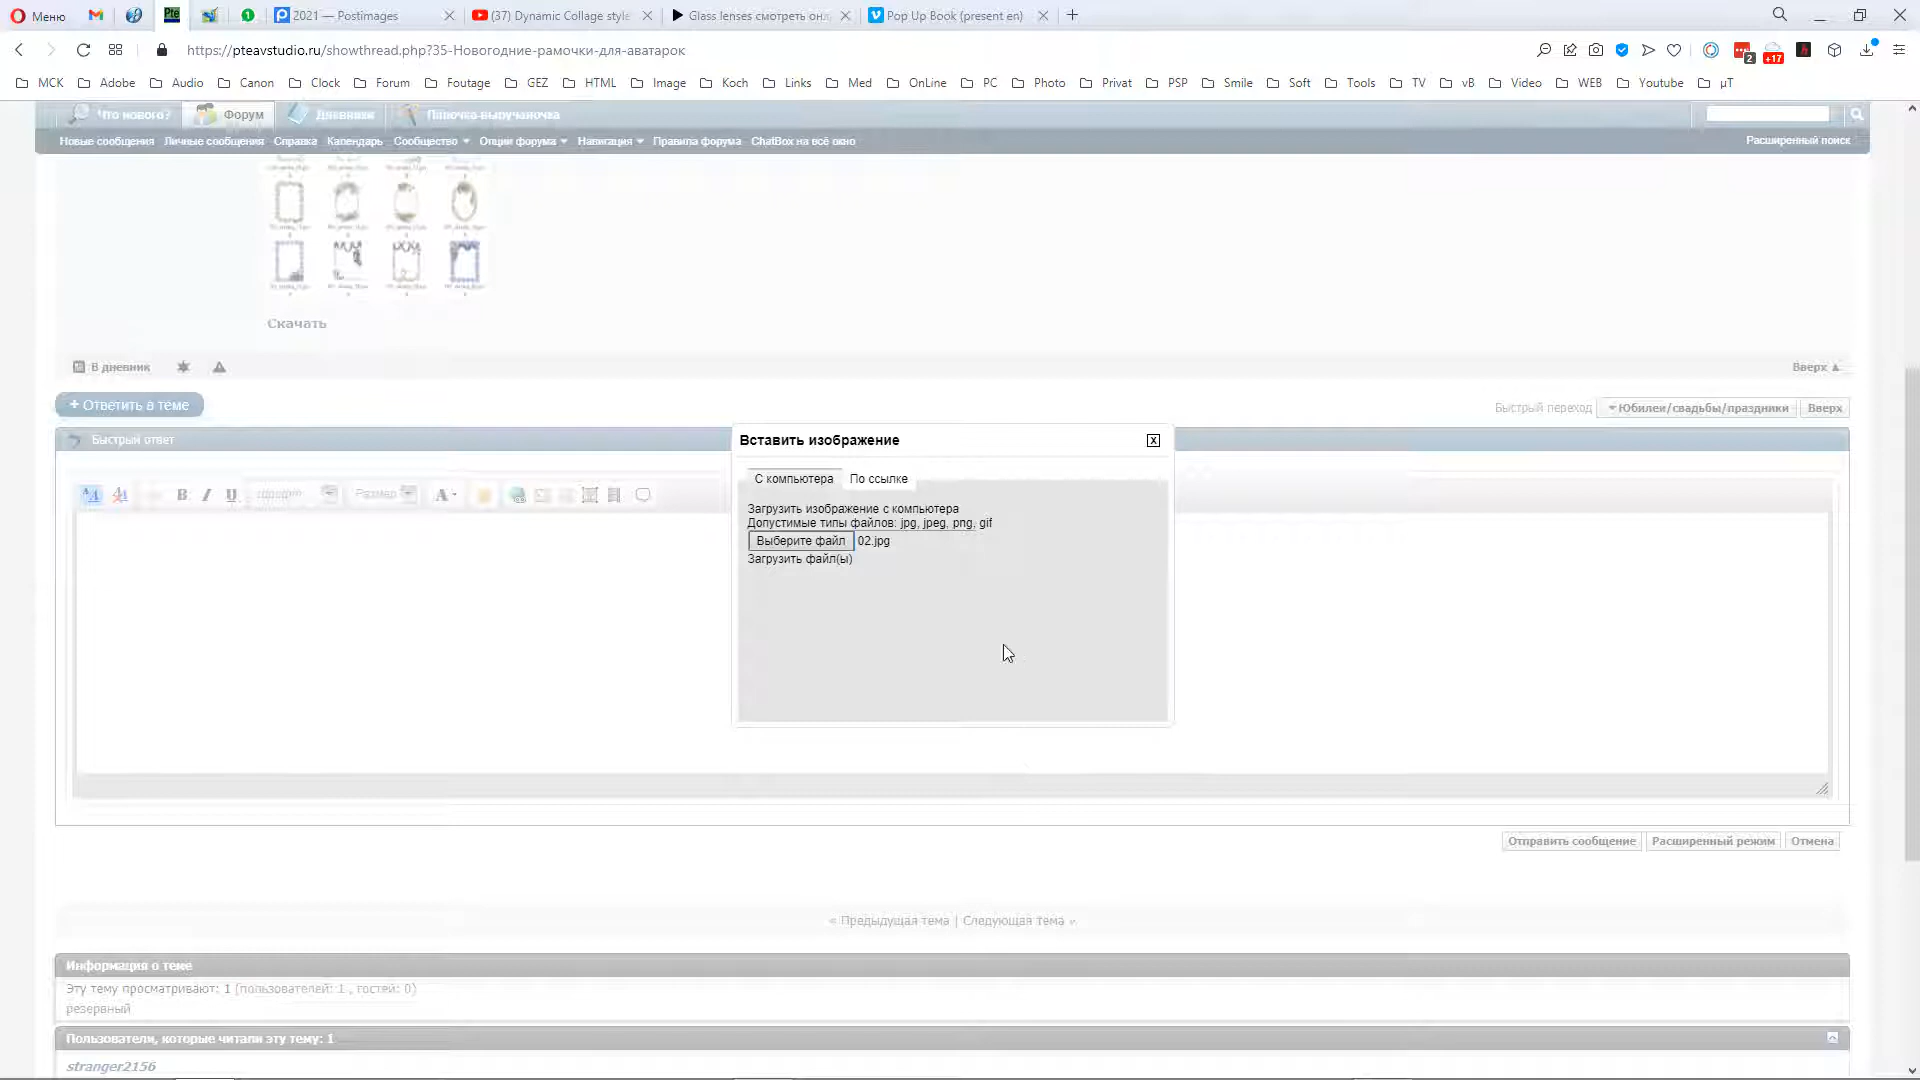 Меню
2021 — Postimages
(37) Dynamic Collage style
Glass lenses смотреть онл
Pop Up Book (present en)
https://pteavstudio.ru/showthread.php?35-Новогодние-рамочки-для-аватарок
МСК Adobe Audio Canon Clock Forum Foutage GEZ HTML Image Koch Links Med OnLine PC Photo Privat PSP Smile Soft Tools TV vB Video WEB Youtube µT
Что нового? Форум Дневники Папочка-выручалочка
Новые сообщения Личные сообщения Справка Календарь Сообщество Опции форума Навигация Правила форума ChatBox на всё окно Расширенный поиск
Скачать
В дневник
Вверх ▲
+ Ответить в теме
Быстрый переход Юбилеи/свадьбы/праздники Вверх
Быстрый ответ
Шрифт Размер
Вставить изображение
С компьютера По ссылке
Загрузить изображение с компьютера
Допустимые типы файлов: jpg, jpeg, png, gif
Выберите файл 02.jpg
Загрузить файл(ы)
Отправить сообщение Расширенный режим Отмена
« Предыдущая тема | Следующая тема »
Информация о теме
Эту тему просматривают: 1 (пользователей: 1 , гостей: 0)
резервный
Пользователи, которые читали эту тему: 1
stranger2156